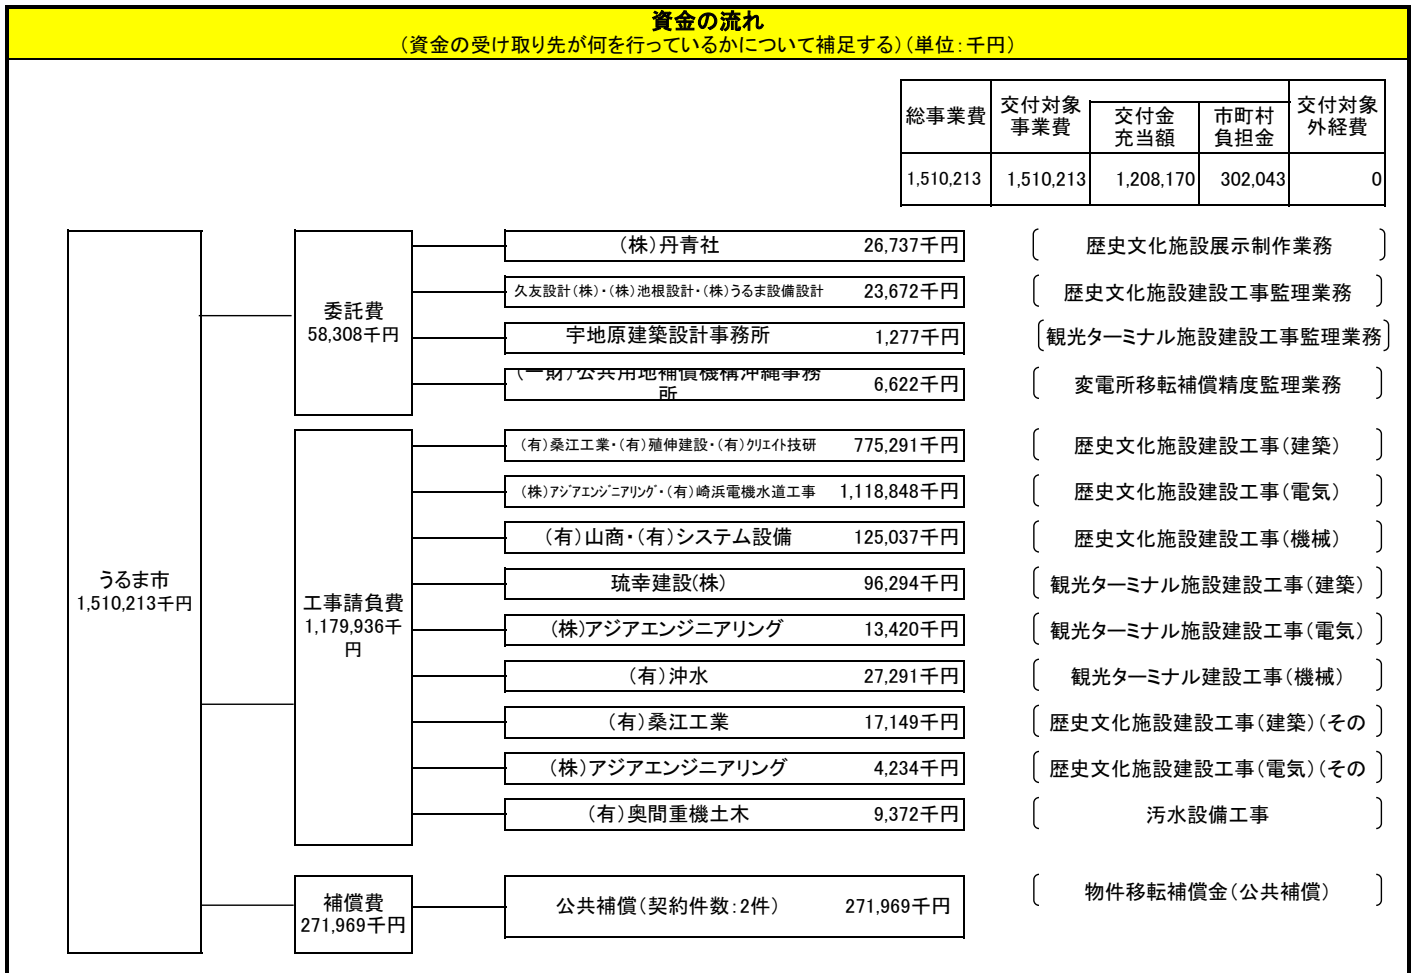 資金の流れ
（資金の受け取り先が何を行っているかについて補足する）（単位：千円）
総事業費
交付対象
事業費
交付金
充当額
市町村
負担金
交付対象
外経費
1,510,213 1,510,213 1,208,170 302,043 0
うるま市
1,510,213千円
委託費
58,308千円
（株）丹青社 26,737千円 歴史文化施設展示制作業務
久友設計（株）・（株）池根設計・（株）うるま設備設計 23,672千円 歴史文化施設建設工事監理業務
宇地原建築設計事務所 1,277千円 観光ターミナル施設建設工事監理業務
（一財）公共用地補償機構沖縄事務
所 6,622千円 変電所移転補償精度監理業務
工事請負費
1,179,936千
円
（有）桑江工業・（有）殖伸建設・（有）ｸﾘｴｲﾄ技研 775,291千円 歴史文化施設建設工事（建築）
（株）ｱｼﾞｱｴﾝｼﾞﾆｱﾘﾝｸﾞ・（有）崎浜電機水道工事 1,118,848千円 歴史文化施設建設工事（電気）
（有）山商・（有）システム設備 125,037千円 歴史文化施設建設工事（機械）
琉幸建設(株） 96,294千円 観光ターミナル施設建設工事（建築）
（株）アジアエンジニアリング 13,420千円 観光ターミナル施設建設工事（電気）
（有）沖水 27,291千円 観光ターミナル建設工事（機械）
（有）桑江工業 17,149千円 歴史文化施設建設工事（建築）（その
（株）アジアエンジニアリング 4,234千円 歴史文化施設建設工事（電気）（その
（有）奥間重機土木 9,372千円 汚水設備工事
補償費
271,969千円
公共補償（契約件数：2件） 271,969千円 物件移転補償金（公共補償）